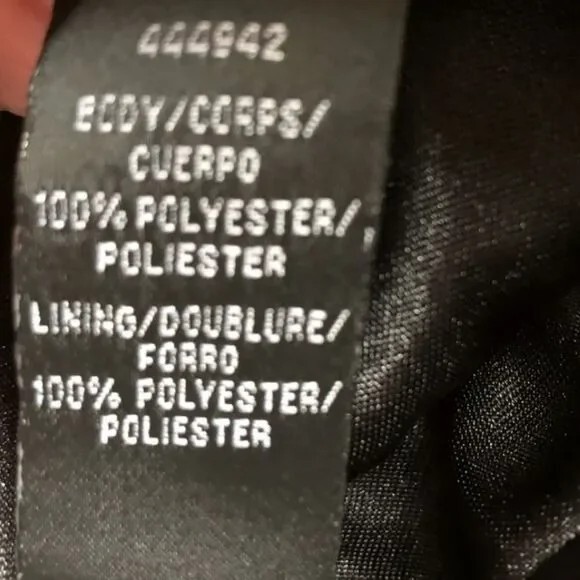 444942
BODY/CORPS/
CUERPO
100% POLYESTER/
POLIESTER
LINING/DOUBLURE/
FORRO
100% POLYESTER/
POLIESTER